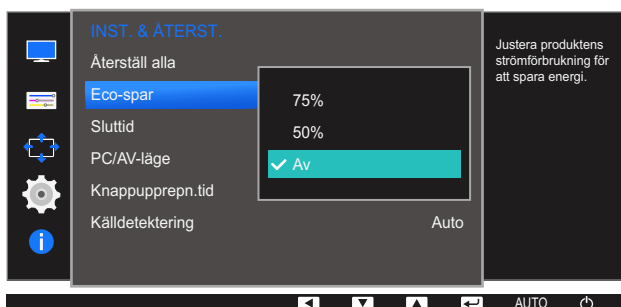 INST. & ÅTERST.
Återställ alla
Eco-spar
75%
50%
Av
Sluttid
PC/AV-läge
Knappupprepn.tid
Källdetektering Auto
Justera produktens
strömförbrukning för
att spara energi.
AUTO